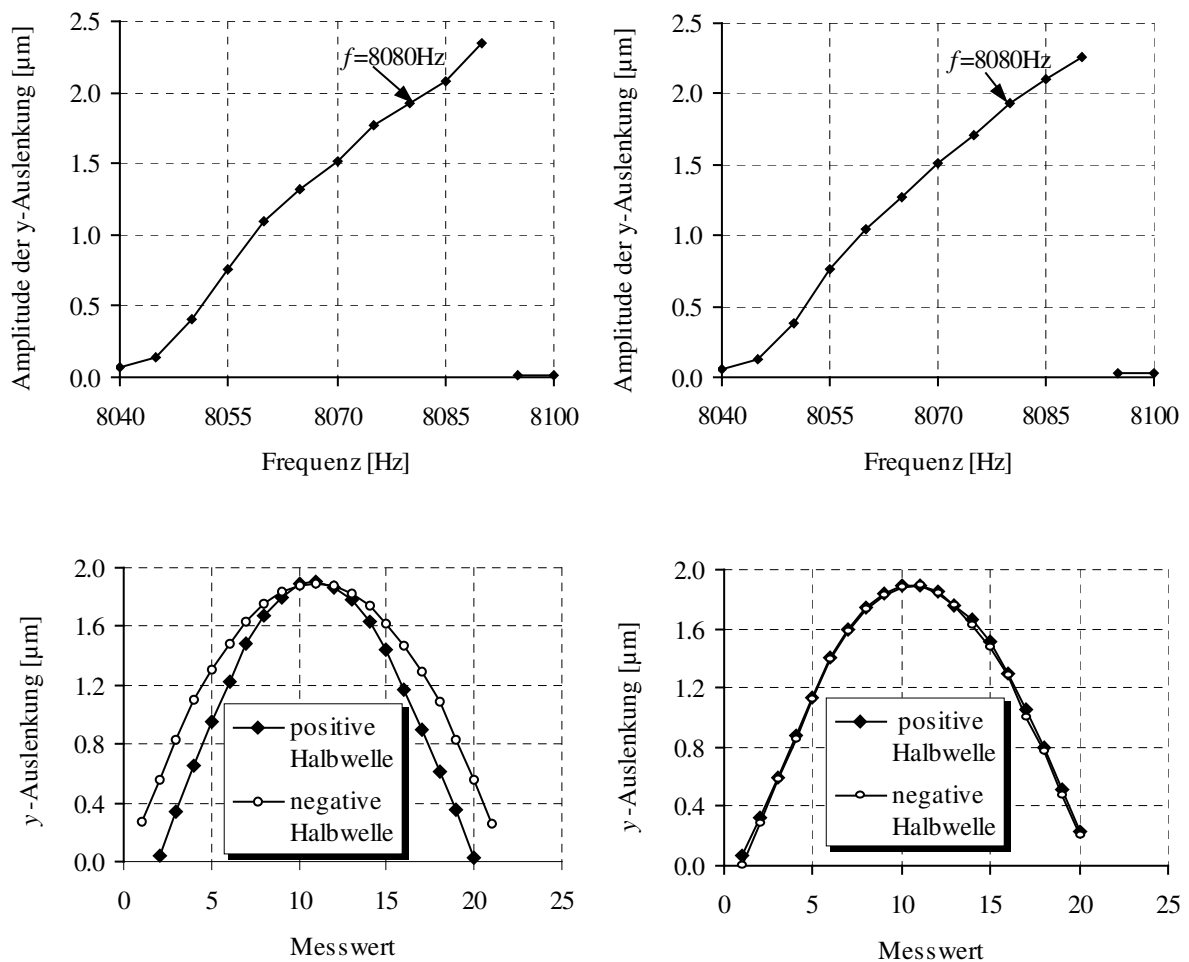 Amplitude der y-Auslenkung [µm]
2.5
2.0
1.5
1.0
0.5
0.0
f=8080Hz
8040 8055 8070 8085 8100
Frequenz [Hz]
Amplitude der y-Auslenkung [µm]
2.5
2.0
1.5
1.0
0.5
0.0
f=8080Hz
8040 8055 8070 8085 8100
Frequenz [Hz]
y-Auslenkung [µm]
2.0
1.6
1.2
0.8
0.4
0.0
positive
Halbwelle
negative
Halbwelle
0 5 10 15 20 25
Messwert
y-Auslenkung [µm]
2.0
1.6
1.2
0.8
0.4
0.0
positive
Halbwelle
negative
Halbwelle
0 5 10 15 20 25
Messwert